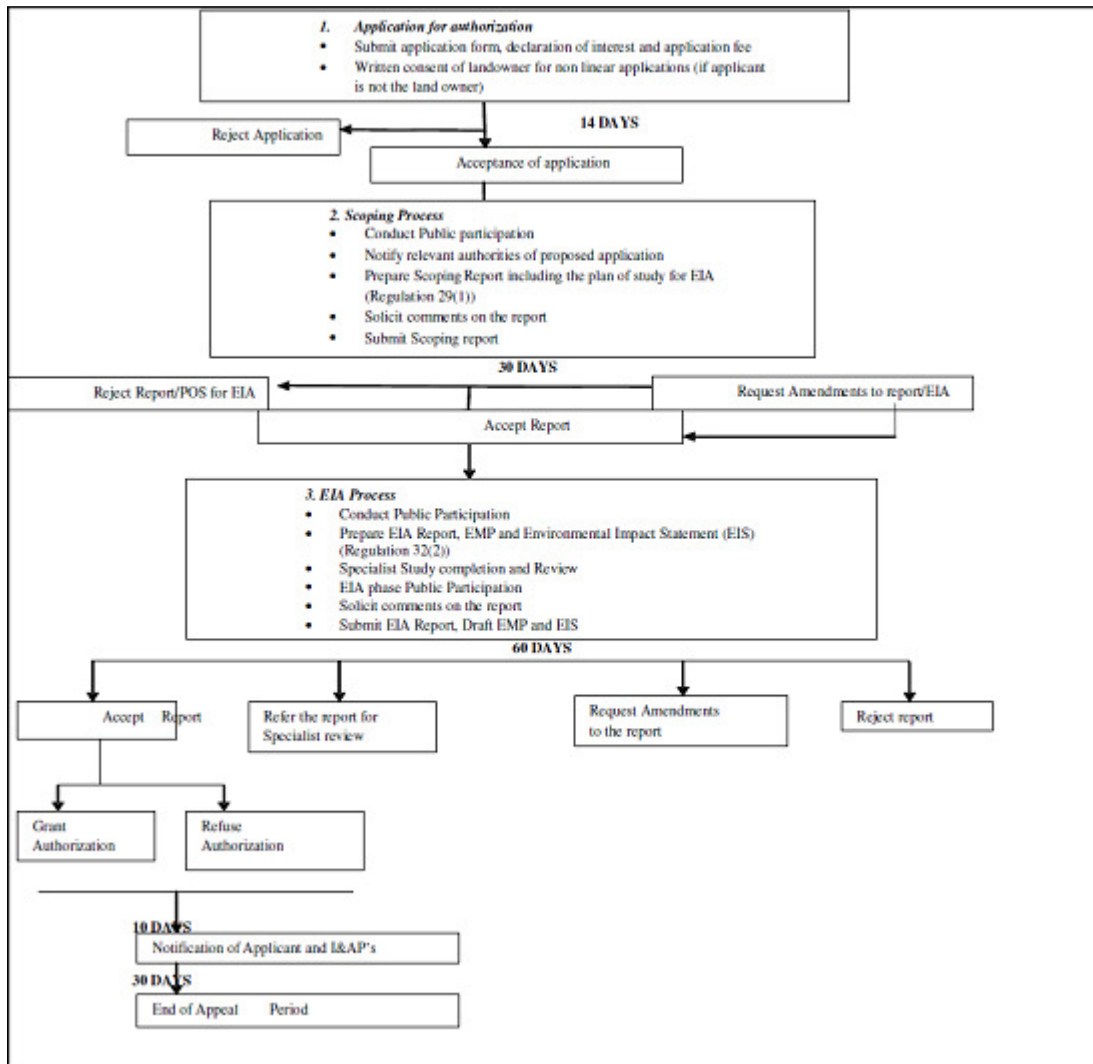 1. Application for authorization
• Submit application form, declaration of interest and application fee
• Written consent of landowner for non linear applications (if applicant
is not the land owner)
14 DAYS
Reject Application
Acceptance of application
2. Scoping Process
• Conduct Public participation
• Notify relevant authorities of proposed application
• Prepare Scoping Report including the plan of study for EIA
(Regulation 29(1))
• Solicit comments on the report
• Submit Scoping report
30 DAYS
Reject Report/POS for EIA
Request Amendments to report/EIA
Accept Report
3. EIA Process
• Conduct Public Participation
• Prepare EIA Report, EMP and Environmental Impact Statement (EIS)
(Regulation 32(2))
• Specialist Study completion and Review
• EIA phase Public Participation
• Solicit comments on the report
• Submit EIA Report, Draft EMP and EIS
60 DAYS
Accept Report
Refer the report for
Specialist review
Request Amendments
to the report
Reject report
Grant
Authorization
Refuse
Authorization
10 DAYS
Notification of Applicant and I&AP's
30 DAYS
End of Appeal Period